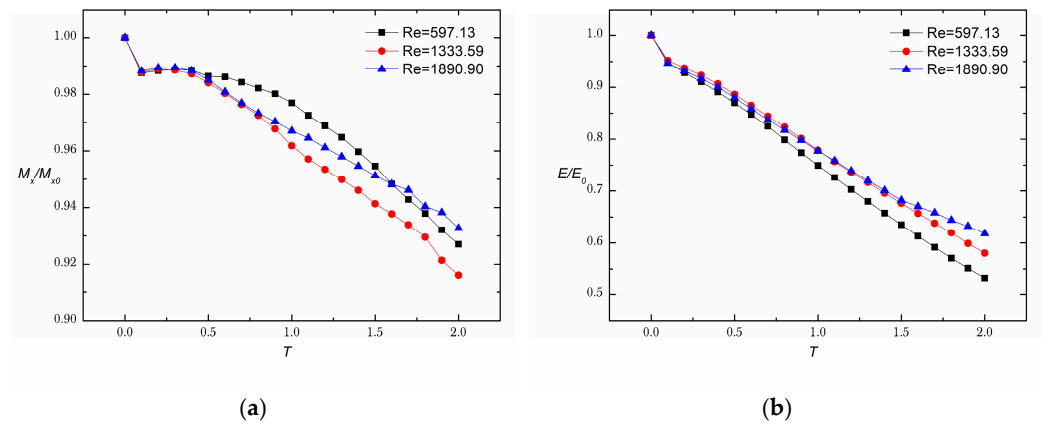 1.00
0.98
0.96
0.94
0.92
0.90
Mx/Mx0
Re=597.13
Re=1333.59
Re=1890.90
0.0 0.5 1.0 1.5 2.0
T
(a)
1.0
0.9
0.8
0.7
0.6
0.5
E/E0
Re=597.13
Re=1333.59
Re=1890.90
0.0 0.5 1.0 1.5 2.0
T
(b)